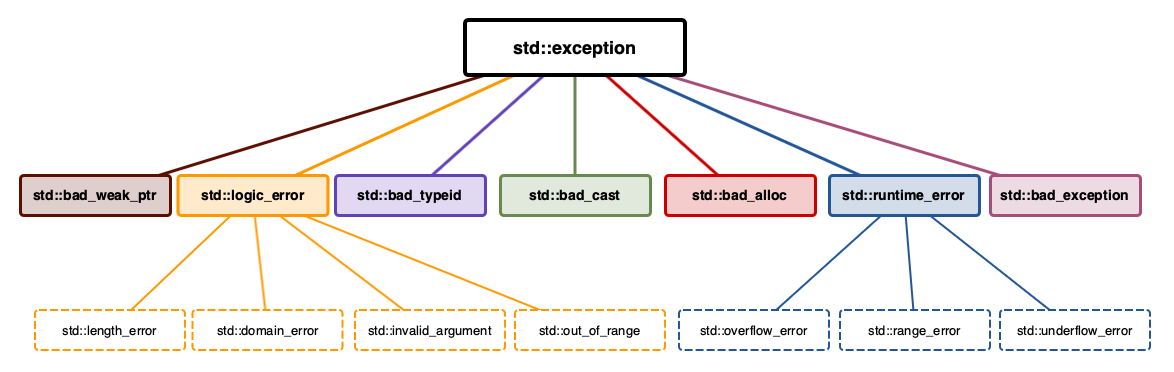 std::exception
std::bad_weak_ptr
std::logic_error
std::bad_typeid
std::bad_cast
std::bad_alloc
std::runtime_error
std::bad_exception
std::length_error
std::domain_error
std::invalid_argument
std::out_of_range
std::overflow_error
std::range_error
std::underflow_error